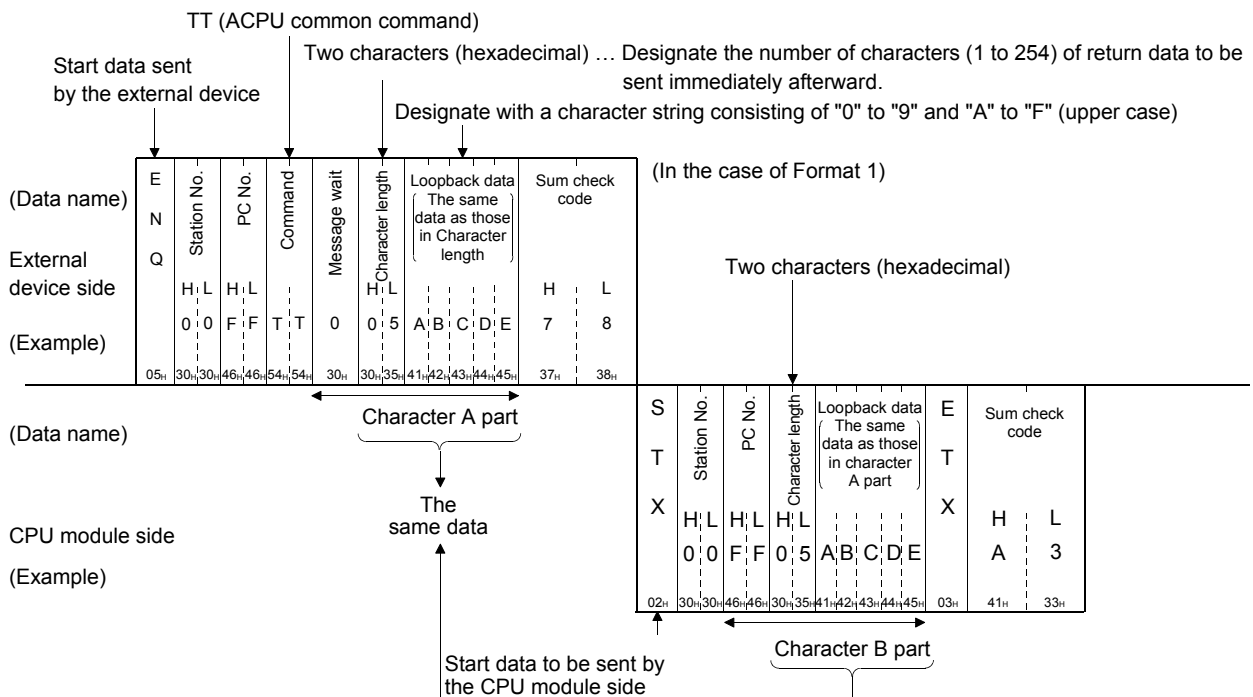 TT (ACPU common command)
Two characters (hexadecimal) … Designate the number of characters (1 to 254) of return data to be
sent immediately afterward.
Start data sent
by the external device
Designate with a character string consisting of "0" to "9" and "A" to "F" (upper case)
(In the case of Format 1)
(Data name)
E
N
Q
Station No.
PC No.
Command
Message wait
Character length
Loopback data
The same
data as those
in Character
length
Sum check
code
External
device side
H L H L H L H L
(Example)
0 0 F F T T 0 0 5 A B C D E 7 8
05H 30H 30H 46H 46H 54H 54H 30H 30H 35H 41H 42H 43H 44H 45H 37H 38H
Two characters (hexadecimal)
Character A part
(Data name)
S
T
X
Station No.
PC No.
Character length
Loopback data
The same
data as those
in character
A part
E
T
X
Sum check
code
The
same data
CPU module side
H L H L H L H L
(Example)
0 0 F F 0 5 A B C D E A 3
02H 30H 30H 46H 46H 30H 35H 41H 42H 43H 44H 45H 03H 41H 33H
Character B part
Start data to be sent by
the CPU module side